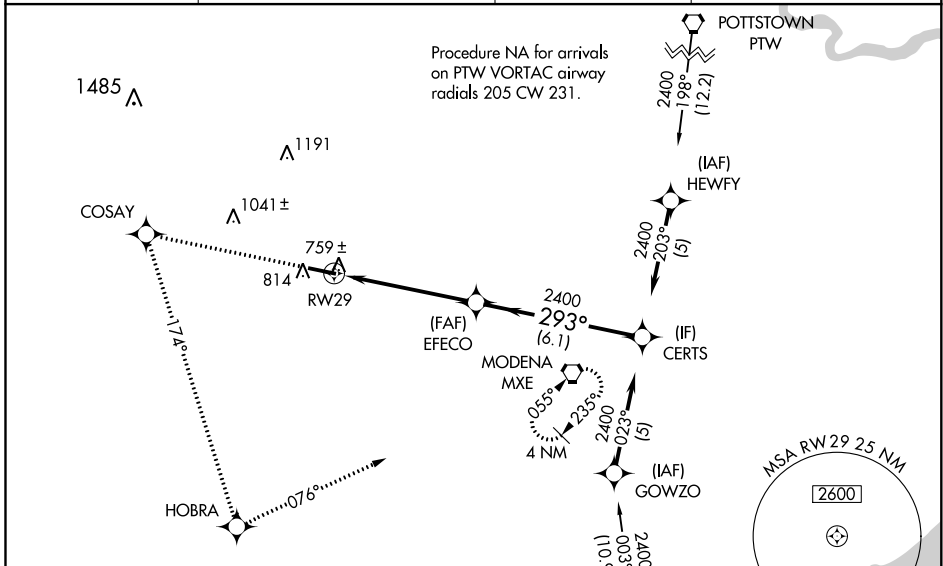 POTTSTOWN
PTW
Procedure NA for arrivals
on PTW VORTAC airway
radials 205 CW 231.
2400
198°
(12.2)
1485
1191
(IAF)
HEWFY
1041±
COSAY
2400
203°
(5)
759±
814
RW29
2400
293°
(6.1)
(FAF)
EFECO
(IF)
CERTS
MODENA
MXE
174°
055°
235°
4 NM
2400
023°
(5)
MSA RW 29 25 NM
(IAF)
GOWZO
2600
076°
HOBRA
2400
003°